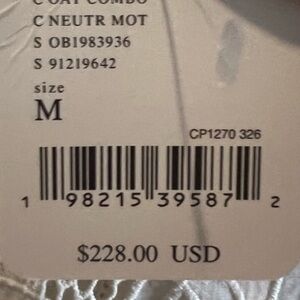 C OAT COMBO
C NEUTR MOT
S OB1983936
S 91219642
size
M
CP1270 326
1 98215 39587 2
$228.00 USD